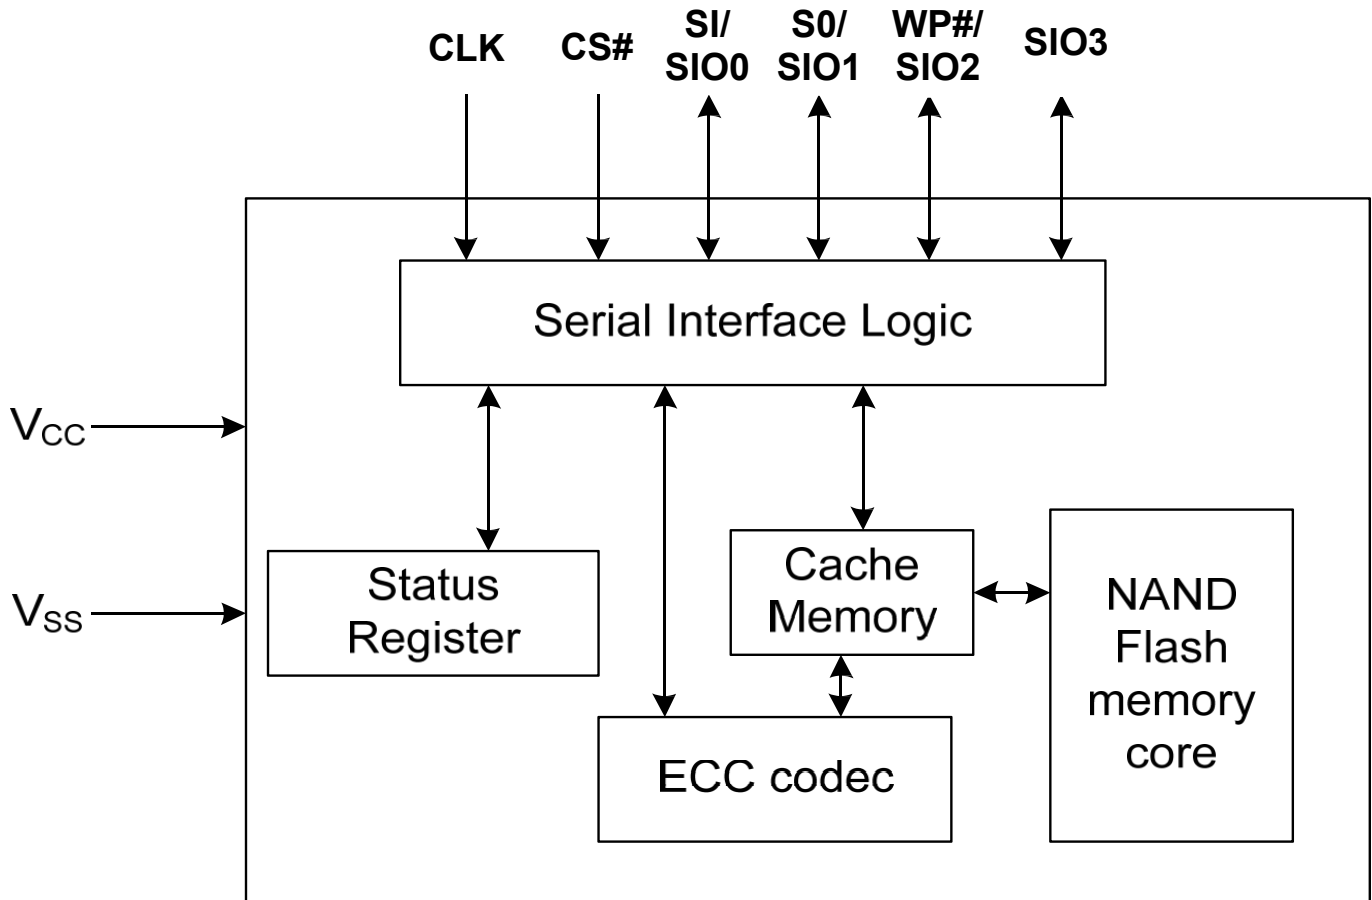 CLK
CS#
SI/
SIO0
S0/
SIO1
WP#/
SIO2
SIO3
Serial Interface Logic
VCC
VSS
Status
Register
Cache
Memory
NAND
Flash
memory
core
ECC codec